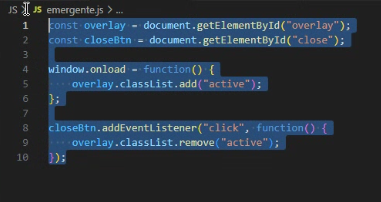 JS
JS emergente.js > ...
1 const overlay = document.getElementById("overlay");
2 const closeBtn = document.getElementById("close");
3
4 window.onload = function() {
5 overlay.classList.add("active");
6 };
7
8 closeBtn.addEventListener("click", function() {
9 overlay.classList.remove("active");
10 });